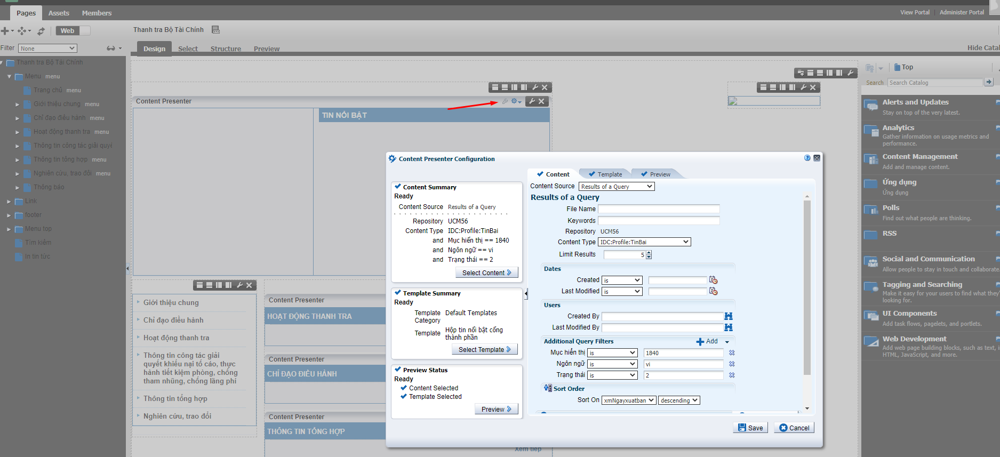 Pages Assets Members
View Portal Administer Portal
Web
Thanh tra Bộ Tài Chính
Filter None
Design Select Structure Preview
Hide Catal
Thanh tra Bộ Tài Chính
Menu menu
Trang chủ menu
Giới thiệu chung menu
Chỉ đạo điều hành menu
Hoạt động thanh tra menu
Thông tin công tác giải quyế
Thông tin tổng hợp menu
Nghiên cứu, trao đổi menu
Thông báo
Link
footer
Menu top
Tìm kiếm
In tin tức
Content Presenter
TIN NỔI BẬT
Giới thiệu chung
Chỉ đạo điều hành
Hoạt động thanh tra
Thông tin công tác giải
quyết khiếu nại tố cáo, thực
hành tiết kiệm phòng, chống
tham nhũng, chống lãng phí
Thông tin tổng hợp
Nghiên cứu, trao đổi
Content Presenter
HOẠT ĐỘNG THANH TRA
Content Presenter
CHỈ ĐẠO ĐIỀU HÀNH
Content Presenter
THÔNG TIN TỔNG HỢP
Xem tiếp
Content Presenter Configuration
Content Summary
Ready
Content Source Results of a Query
Repository UCM56
Content Type IDC:Profile:TinBai
and Mục hiển thị == 1840
and Ngôn ngữ == vi
and Trạng thái == 2
Select Content
Template Summary
Ready
Template Category Default Templates
Template Hộp tin nổi bật cổng thành phần
Select Template
Preview Status
Ready
Content Selected
Template Selected
Preview
Content Template Preview
Content Source Results of a Query
Results of a Query
File Name
Keywords
Repository UCM56
Content Type IDC:Profile:TinBai
Limit Results 5
Dates
Created is
Last Modified is
Users
Created By
Last Modified By
Additional Query Filters Add
Mục hiển thị is 1840
Ngôn ngữ is vi
Trạng thái is 2
Sort Order
Sort On xmNgayxuatban descending
Save Cancel
Top
Search Search Catalog
Alerts and Updates
Stay on top of the very latest.
Analytics
Gather information on usage metrics and
performance.
Content Management
Add and manage content.
Ứng dụng
Ứng dụng
Polls
Find out what people are thinking.
RSS
Social and Communication
Allow people to stay in touch and collaborate.
Tagging and Searching
Make it easy for your users to find what they'
looking for.
UI Components
Add task flows, pagelets, and portlets.
Web Development
Add web page building blocks, such as text, i
HTML, JavaScript, and more.